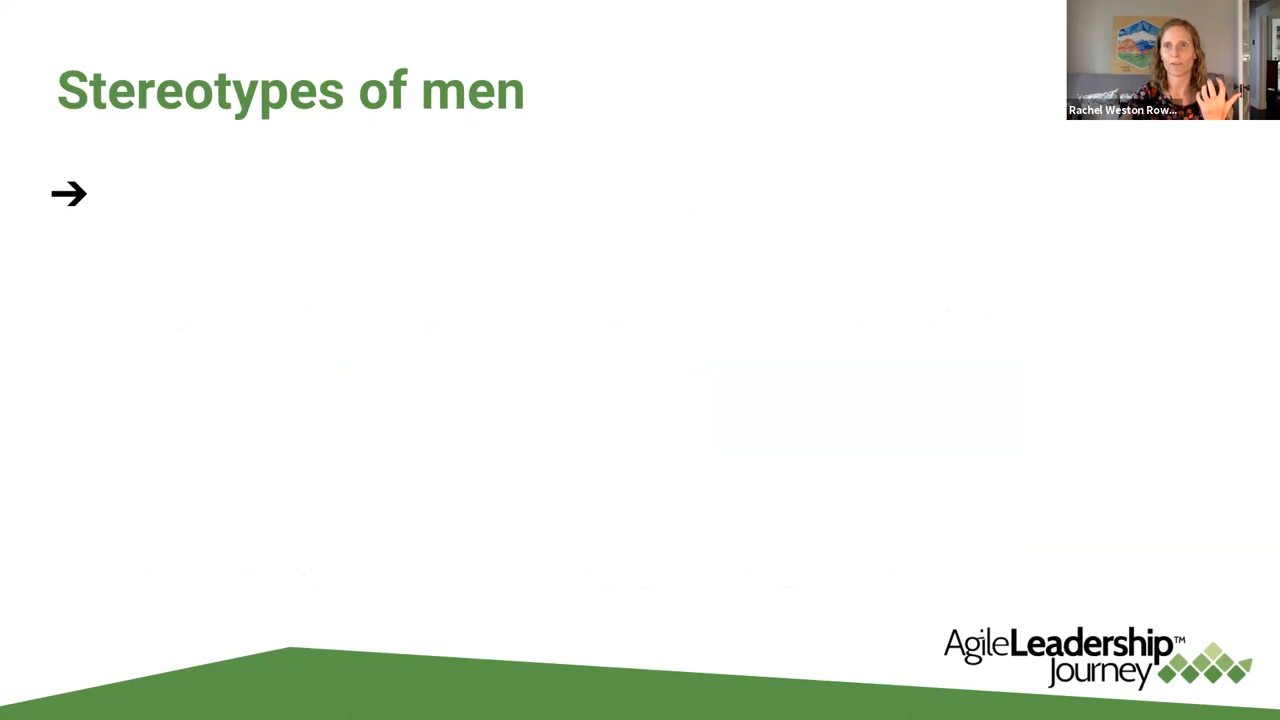 Stereotypes of men
Rachel Weston Row...
➔
AgileLeadership™
Journey